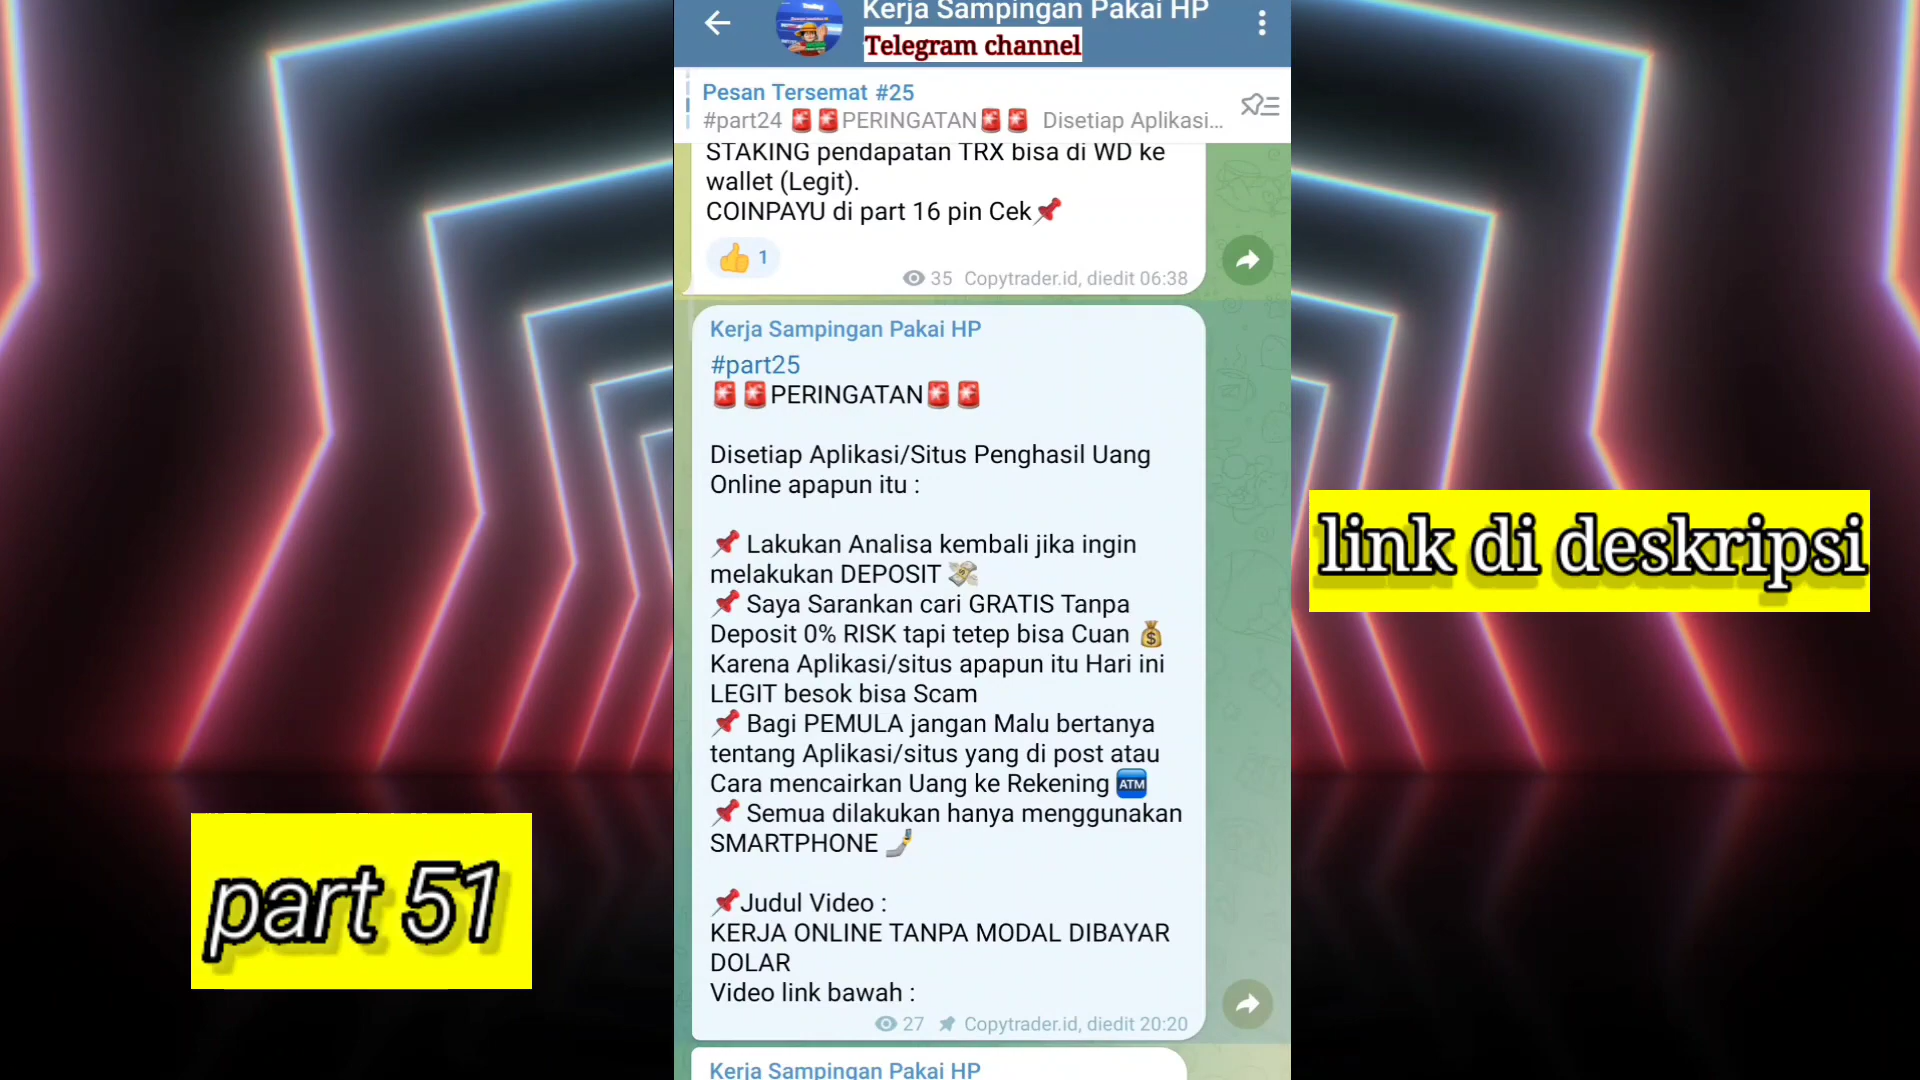 Kerja Sampingan Pakai HP
Telegram channel
Pesan Tersemat #25
#part24 🚨🚨PERINGATAN🚨🚨 Disetiap Aplikasi...
STAKING pendapatan TRX bisa di WD ke
wallet (Legit).
COINPAYU di part 16 pin Cek📌
👍 1
35 Copytrader.id, diedit 06:38
Kerja Sampingan Pakai HP
#part25
🚨🚨PERINGATAN🚨🚨
Disetiap Aplikasi/Situs Penghasil Uang
Online apapun itu :
📌 Lakukan Analisa kembali jika ingin
melakukan DEPOSIT 💸
📌 Saya Sarankan cari GRATIS Tanpa
Deposit 0% RISK tapi tetep bisa Cuan 💰
Karena Aplikasi/situs apapun itu Hari ini
LEGIT besok bisa Scam
📌 Bagi PEMULA jangan Malu bertanya
tentang Aplikasi/situs yang di post atau
Cara mencairkan Uang ke Rekening 🏧
📌 Semua dilakukan hanya menggunakan
SMARTPHONE 🤳
📌Judul Video :
KERJA ONLINE TANPA MODAL DIBAYAR
DOLAR
Video link bawah :
27 Copytrader.id, diedit 20:20
Kerja Sampingan Pakai HP
link di deskripsi
part 51